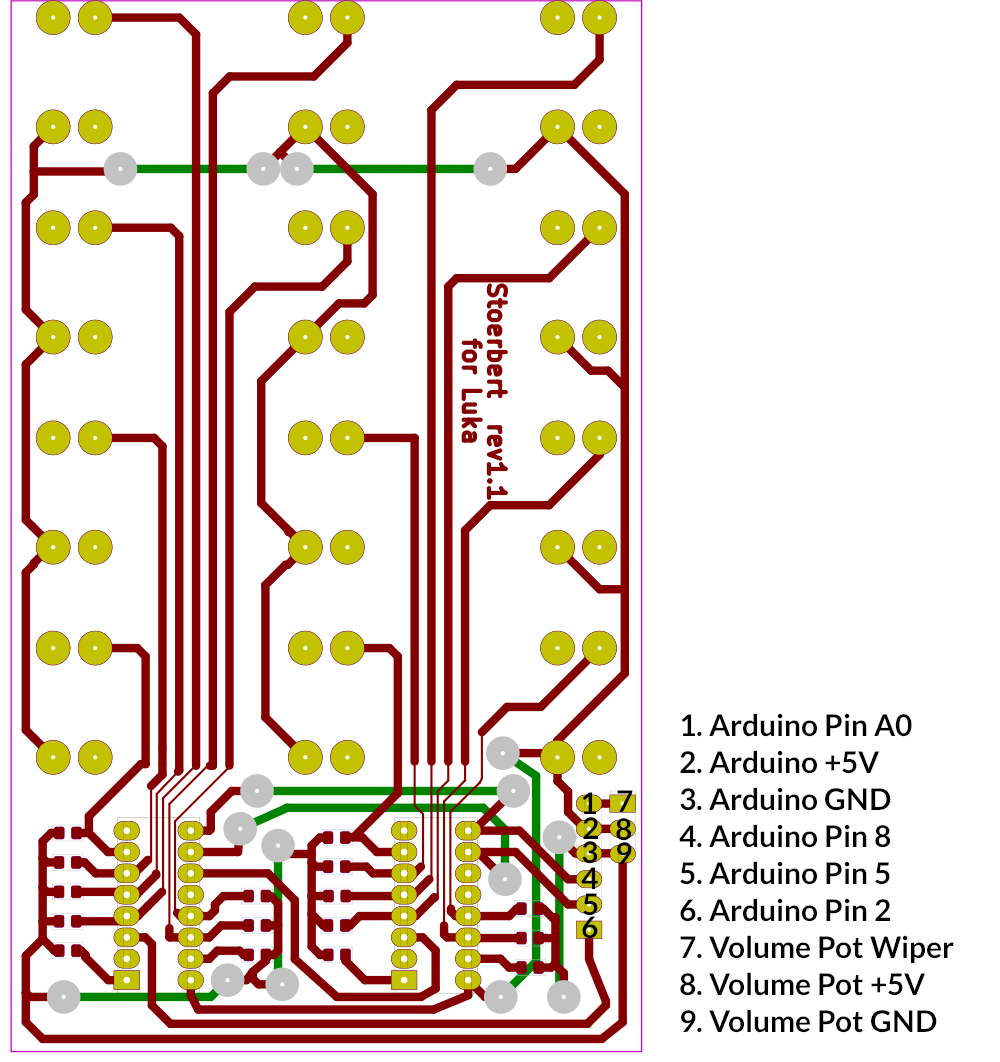 Stoerbert rev1.1
for Luka
1 7
2 8
3 9
4
5
6
1. Arduino Pin A0
2. Arduino +5V
3. Arduino GND
4. Arduino Pin 8
5. Arduino Pin 5
6. Arduino Pin 2
7. Volume Pot Wiper
8. Volume Pot +5V
9. Volume Pot GND